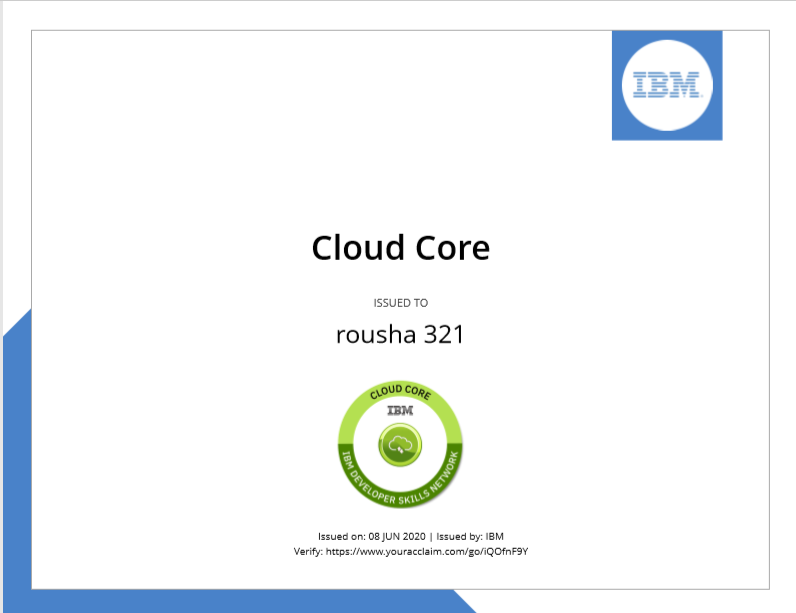 IBM
Cloud Core
ISSUED TO
rousha 321
CLOUD CORE
IBM
IBM DEVELOPER SKILLS NETWORK
Issued on: 08 JUN 2020 | Issued by: IBM
Verify: https://www.youracclaim.com/go/iQOfnF9Y